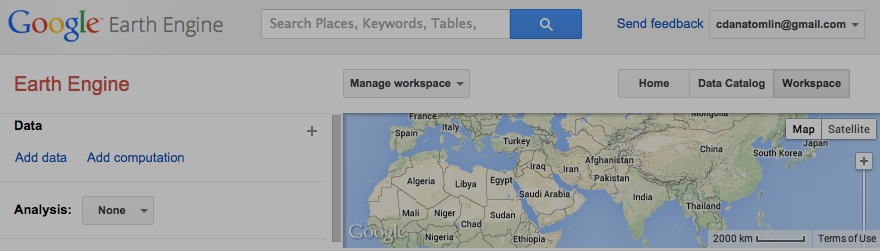 Google Earth Engine
Search Places, Keywords, Tables,
Send feedback
cdanatomlin@gmail.com
Earth Engine
Manage workspace
Home
Data Catalog
Workspace
Data
+
Add data
Add computation
Analysis:
None
Map
Satellite
+
France
Mongolia
Spain
Italy
Turkey
China
Japan
South Korea
Iraq
Iran
Afghanistan
Pakistan
Algeria
Libya
Egypt
Saudi Arabia
India
Mali
Niger
Chad
Sudan
Thailand
Ethiopia
Google
2000 km
Terms of Use